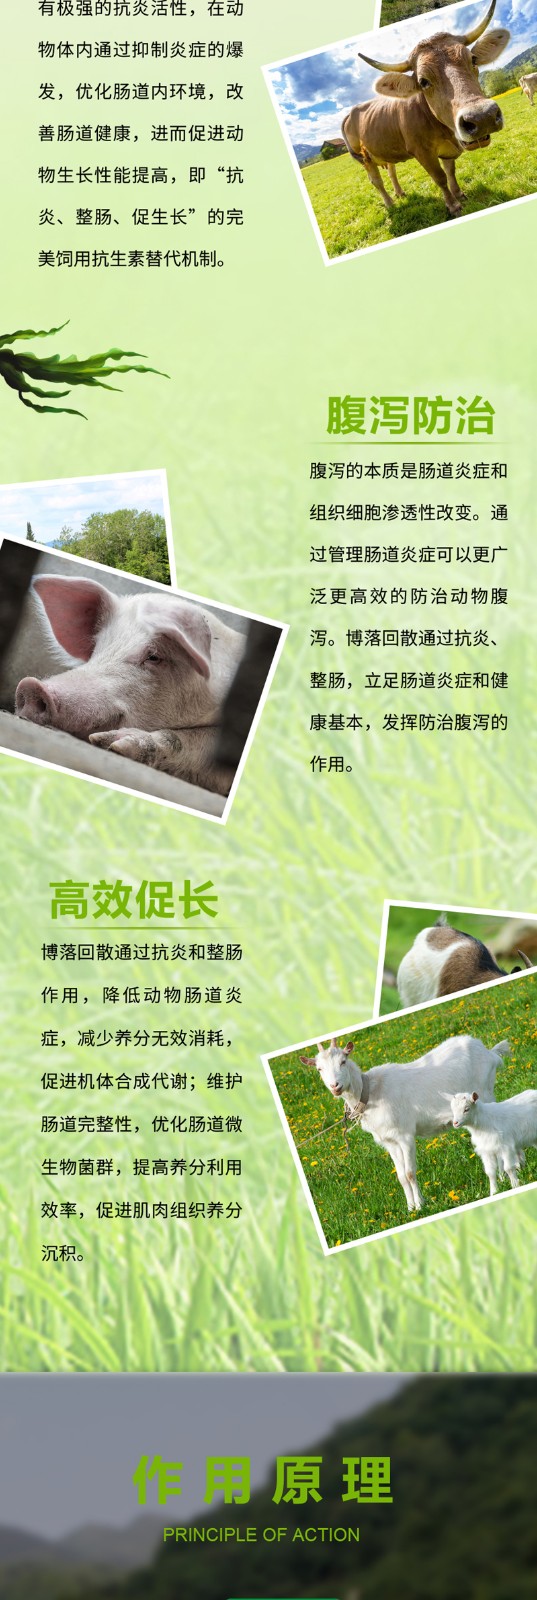 有极强的抗炎活性，在动
物体内通过抑制炎症的爆
发，优化肠道内环境，改
善肠道健康，进而促进动
物生长性能提高，即“抗
炎、整肠、促生长”的完
美饲用抗生素替代机制。
腹泻防治
腹泻的本质是肠道炎症和
组织细胞渗透性改变。通
过管理肠道炎症可以更广
泛更高效的防治动物腹
泻。博落回散通过抗炎、
整肠，立足肠道炎症和健
康基本，发挥防治腹泻的
作用。
高效促长
博落回散通过抗炎和整肠
作用，降低动物肠道炎
症，减少养分无效消耗，
促进机体合成代谢；维护
肠道完整性，优化肠道微
生物菌群，提高养分利用
效率，促进肌肉组织养分
沉积。
作用原理
PRINCIPLE OF ACTION